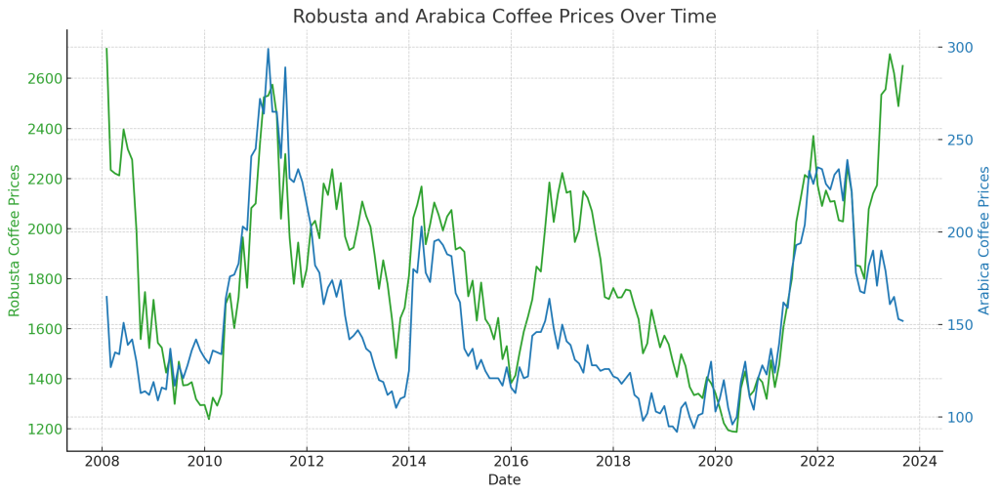 Robusta and Arabica Coffee Prices Over Time
Robusta Coffee Prices
2600
2400
2200
2000
1800
1600
1400
1200
300
250
200
150
100
Arabica Coffee Prices
2008 2010 2012 2014 2016 2018 2020 2022 2024
Date